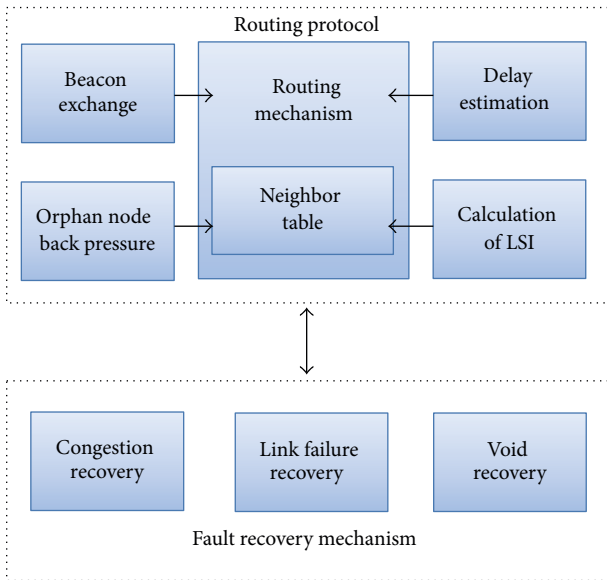 Routing protocol
Beacon
exchange
Routing
mechanism
Delay
estimation
Orphan node
back pressure
Neighbor
table
Calculation
of LSI
Congestion
recovery
Link failure
recovery
Void
recovery
Fault recovery mechanism